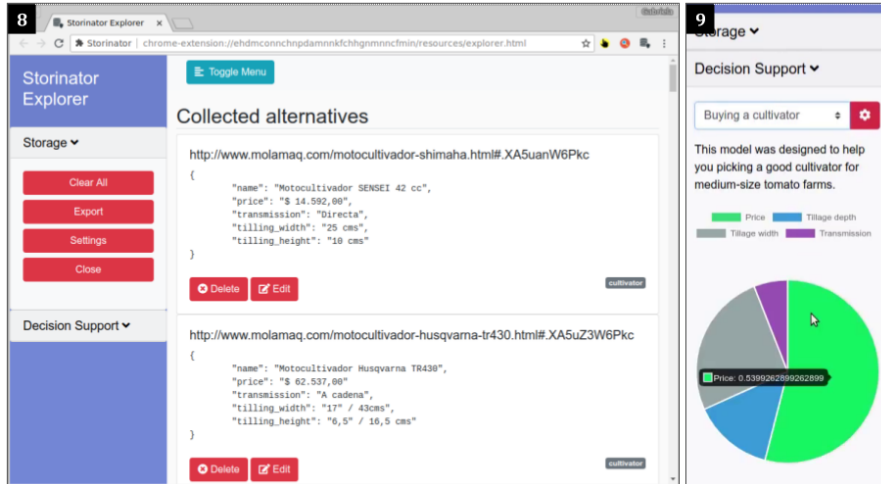 8
Storinator Explorer
Gabriela
Storinator | chrome-extension://ehdmconnchnpdamnnkfchhgnmnncfmin/resources/explorer.html
Storinator
Explorer
Storage
Clear All
Export
Settings
Close
Decision Support
Toggle Menu
Collected alternatives
http://www.molamaq.com/motocultivador-shimaha.html#.XA5uanW6Pkc
{
"name": "Motocultivador SENSEI 42 cc",
"price": "$ 14.592,00",
"transmission": "Directa",
"tilling_width": "25 cms",
"tilling_height": "10 cms"
}
Delete Edit
cultivator
http://www.molamaq.com/motocultivador-husqvarna-tr430.html#.XA5uZ3W6Pkc
{
"name": "Motocultivador Husqvarna TR430",
"price": "$ 62.537,00"
"transmission": "A cadena",
"tilling_width": "17" / 43cms",
"tilling_height": "6,5" / 16,5 cms"
}
Delete Edit
cultivator
9
Storage
Decision Support
Buying a cultivator
This model was designed to help
you picking a good cultivator for
medium-size tomato farms.
Price Tillage depth
Tillage width Transmission
Price: 0.5399262899262899